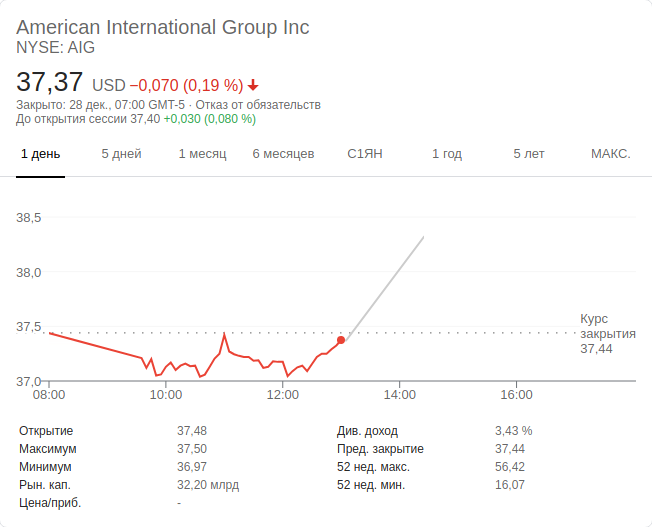 American International Group Inc
NYSE: AIG
37,37 USD −0,070 (0,19 %)
Закрыто: 28 дек., 07:00 GMT-5 · Отказ от обязательств
До открытия сессии 37,40 +0,030 (0,080 %)
1 день 5 дней 1 месяц 6 месяцев С1ЯН 1 год 5 лет МАКС.
38,5
38,0
37,5
37,0
Курс
закрытия
37,44
08:00 10:00 12:00 14:00 16:00
Открытие 37,48 Див. доход 3,43 %
Максимум 37,50 Пред. закрытие 37,44
Минимум 36,97 52 нед. макс. 56,42
Рын. кап. 32,20 млрд 52 нед. мин. 16,07
Цена/приб. -